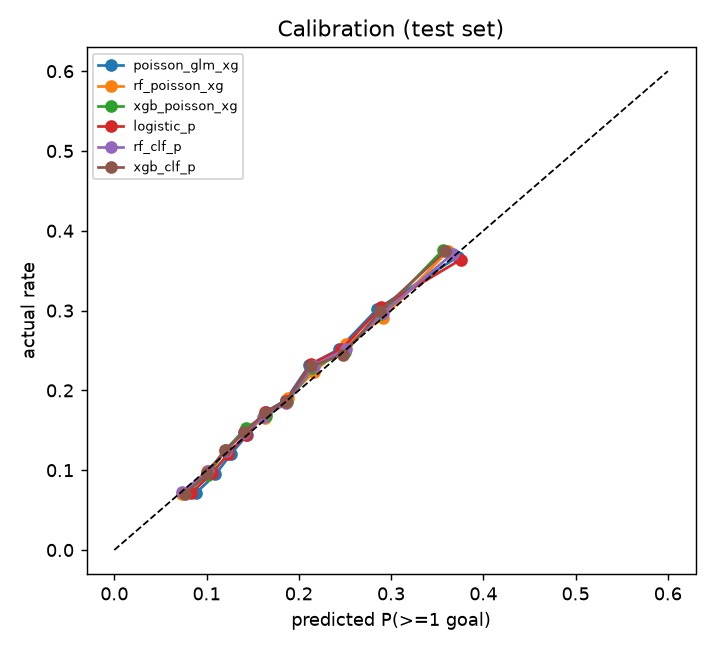 Calibration (test set)
poisson_glm_xg
rf_poisson_xg
xgb_poisson_xg
logistic_p
rf_clf_p
xgb_clf_p
0.6
0.5
0.4
0.3
0.2
0.1
0.0
actual rate
0.0 0.1 0.2 0.3 0.4 0.5 0.6
predicted P(>=1 goal)